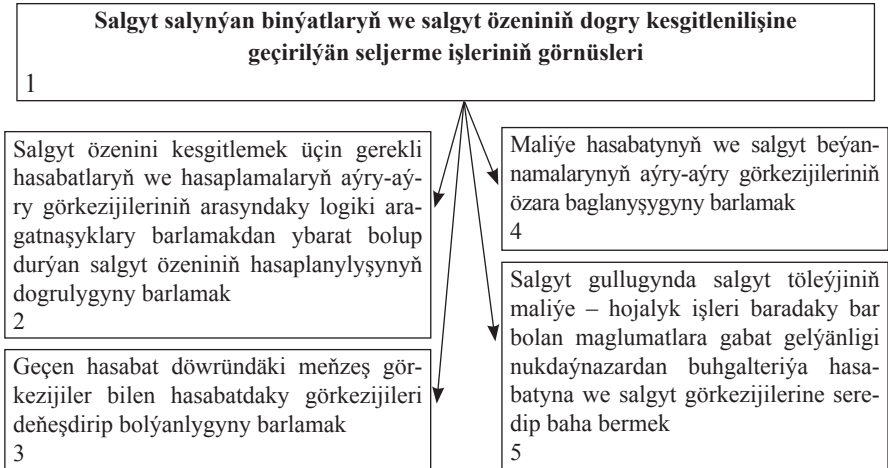 Salgyt salynýan binýatlaryň we salgyt özeniniň dogry kesgitlenilişine
geçirilýän seljerme işleriniň görnüsleri
1
Salgyt özenini kesgitlemek üçin gerekli
hasabatlaryň we hasaplamalaryň aýry-aý-
ry görkezijileriniň arasyndaky logiki ara-
gatnaşyklary barlamakdan ybarat bolup
durýan salgyt özeniniň hasaplanylyşynyň
dogrulygyny barlamak
2
Geçen hasabat döwründäki meňzeş gör-
kezijiler bilen hasabatdaky görkezijileri
deňeşdirip bolýanlygyny barlamak
3
Maliýe hasabatynyň we salgyt beýan-
namalarynyň aýry-aýry görkezijileriniň
özara baglanyşygyny barlamak
4
Salgyt gullugynda salgyt töleýjiniň
maliýe – hojalyk işleri baradaky bar
bolan maglumatlara gabat gelýänligi
nukdaýnazardan buhgalteriýa hasa-
batyna we salgyt görkezijilerine sere-
dip baha bermek
5